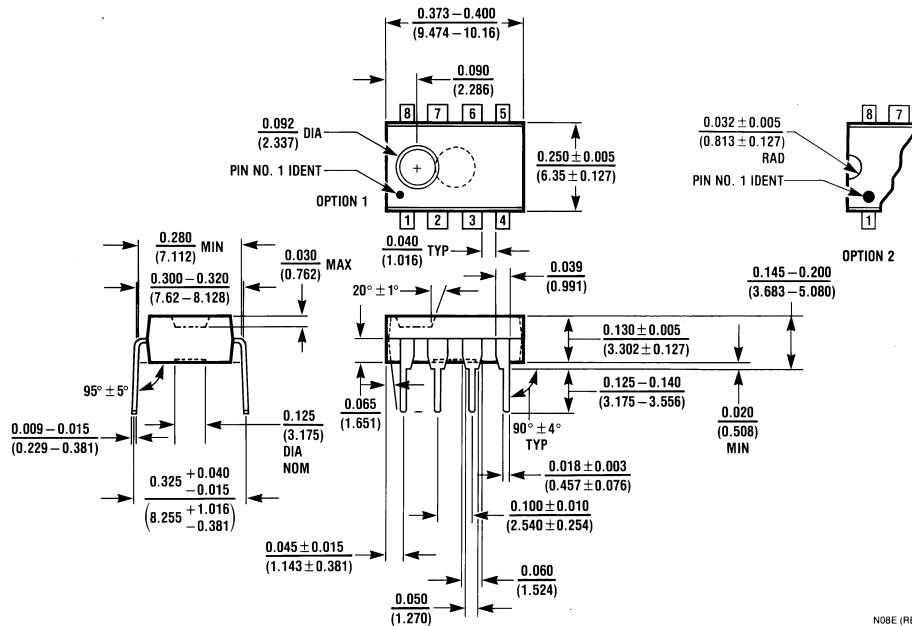 0.373 – 0.400
(9.474 – 10.16)
0.090
(2.286)
8 7 6 5
0.092 DIA
(2.337)
PIN NO. 1 IDENT
OPTION 1
1 2 3 4
0.250 ± 0.005
(6.35 ± 0.127)
8 7
0.032 ± 0.005
(0.813 ± 0.127)
RAD
PIN NO. 1 IDENT
1
OPTION 2
0.280 MIN
(7.112)
0.300 – 0.320
(7.62 – 8.128)
0.030 MAX
(0.762)
0.040 TYP
(1.016)
0.039
(0.991)
20° ± 1°
0.145 – 0.200
(3.683 – 5.080)
0.130 ± 0.005
(3.302 ± 0.127)
0.125 – 0.140
(3.175 – 3.556)
0.020
(0.508)
MIN
95° ± 5°
0.009 – 0.015
(0.229 – 0.381)
0.125
(3.175)
DIA
NOM
0.065
(1.651)
90° ± 4°
TYP
0.018 ± 0.003
(0.457 ± 0.076)
0.325 +0.040
−0.015
(8.255 +1.016
−0.381)
0.100 ± 0.010
(2.540 ± 0.254)
0.045 ± 0.015
(1.143 ± 0.381)
0.060
(1.524)
0.050
(1.270)
N08E (RE